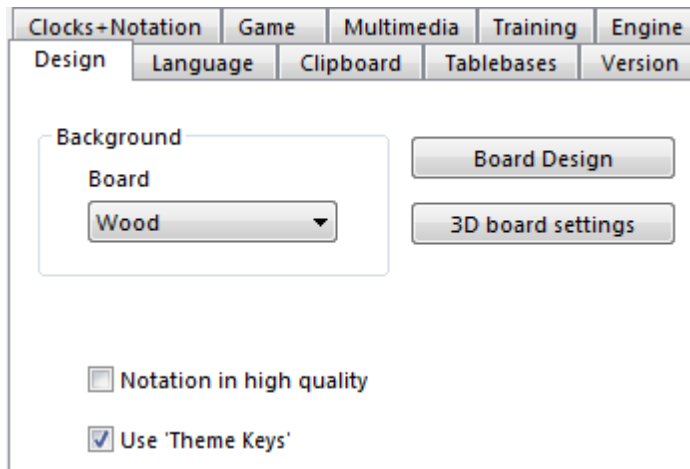 Clocks+Notation Game Multimedia Training Engine
Design Language Clipboard Tablebases Version
Background
Board Design
Board
Wood
3D board settings
Notation in high quality
Use 'Theme Keys'